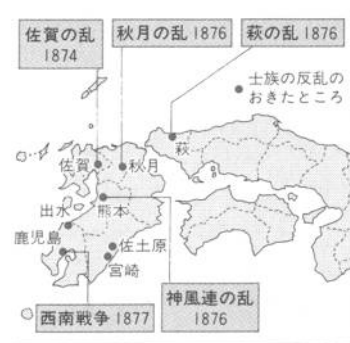 佐賀の乱
1874
秋月の乱 1876
萩の乱 1876
士族の反乱の
おきたところ
萩
佐賀
秋月
出水
熊本
鹿児島
佐土原
宮崎
西南戦争 1877
神風連の乱
1876